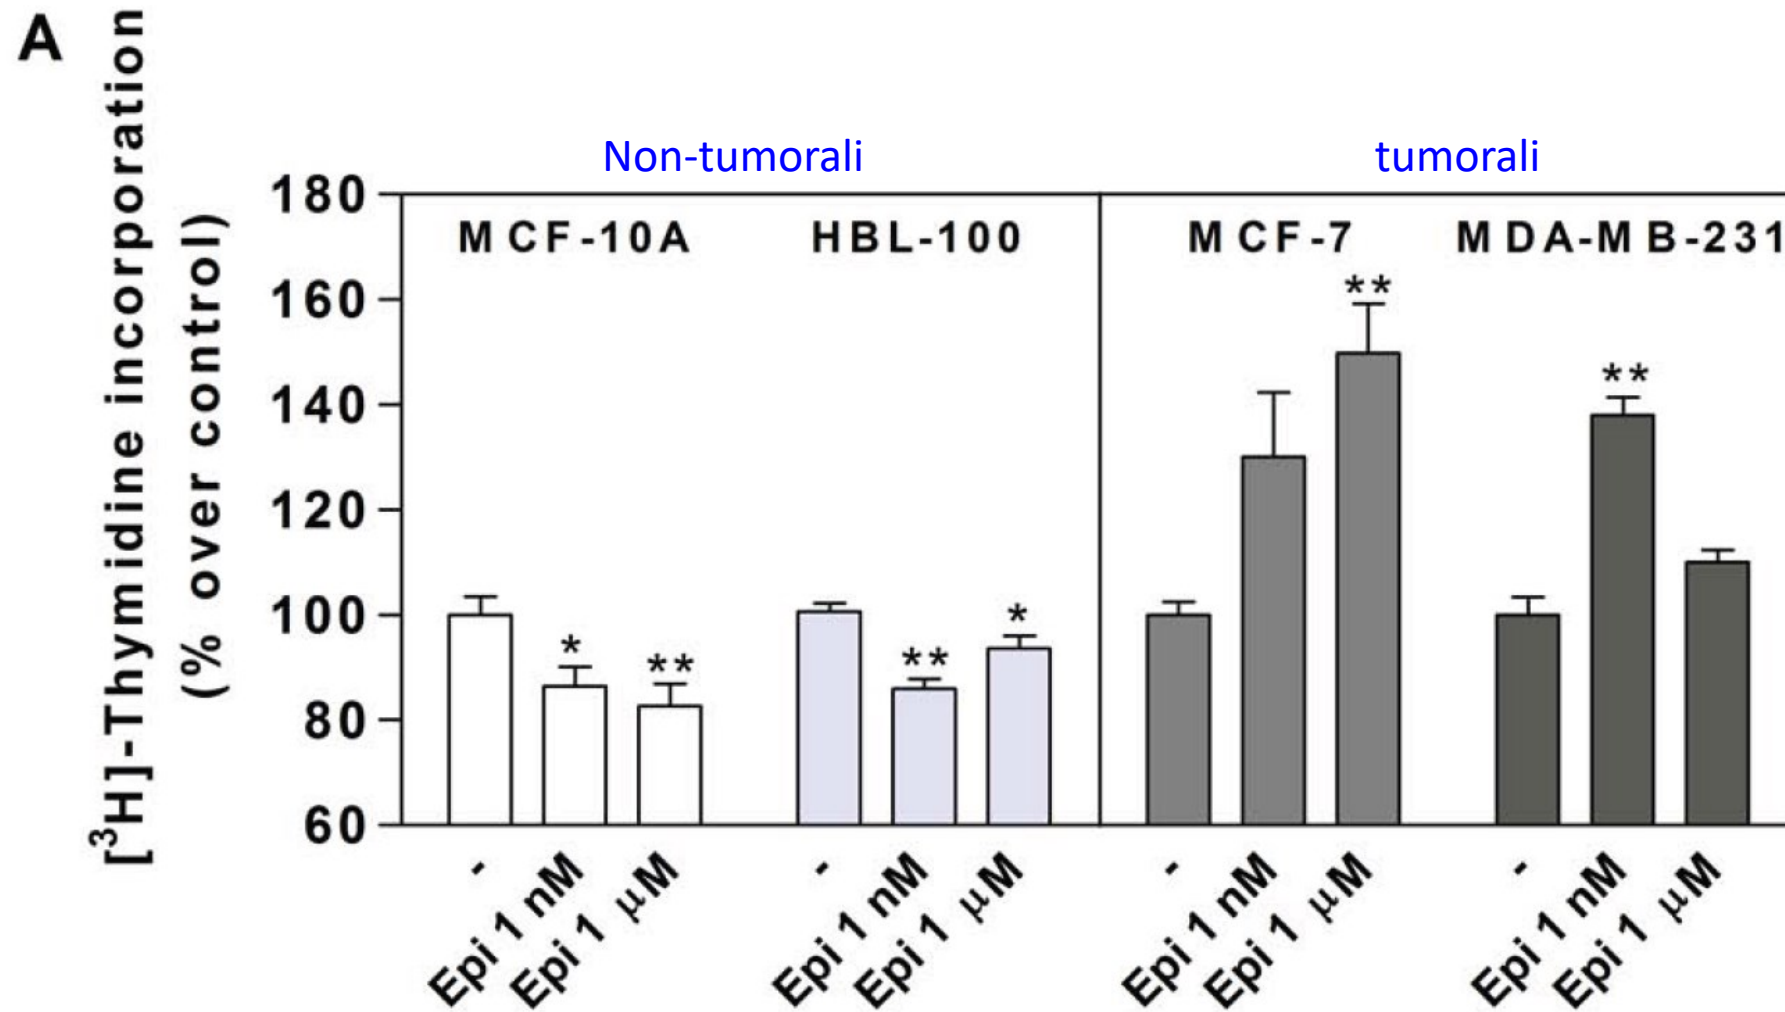 A
[³H]-Thymidine incorporation
(% over control)
Non-tumorali tumorali
MCF-10A HBL-100 MCF-7 MDA-MB-231
180
160
140
120
100
80
60
* ** ** * ** **
- Epi 1 nM Epi 1 μM - Epi 1 nM Epi 1 μM - Epi 1 nM Epi 1 μM - Epi 1 nM Epi 1 μM